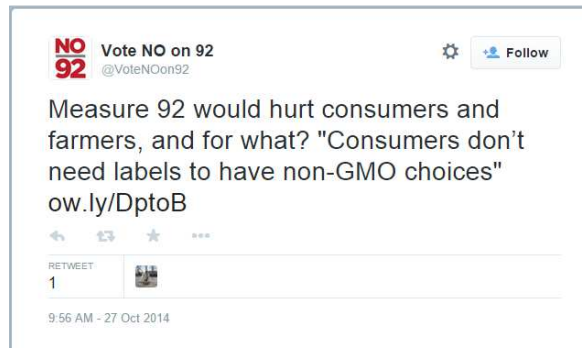 NO
92
Vote NO on 92
@VoteNOon92
Follow
Measure 92 would hurt consumers and
farmers, and for what? "Consumers don’t
need labels to have non-GMO choices"
ow.ly/DptoB
RETWEET
1
9:56 AM - 27 Oct 2014